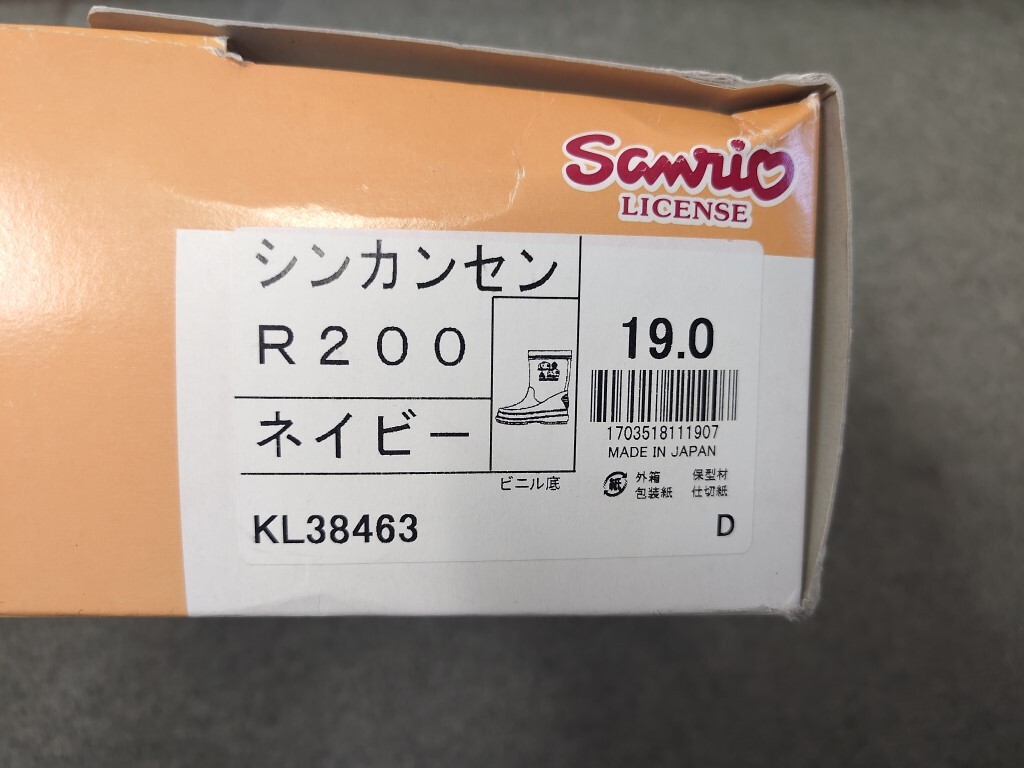 Sanrio
LICENSE
シンカンセン
R200
ネイビー
19.0
1703518111907
MADE IN JAPAN
紙
外箱 保型材
包装紙 仕切紙
ビニル底
KL38463
D